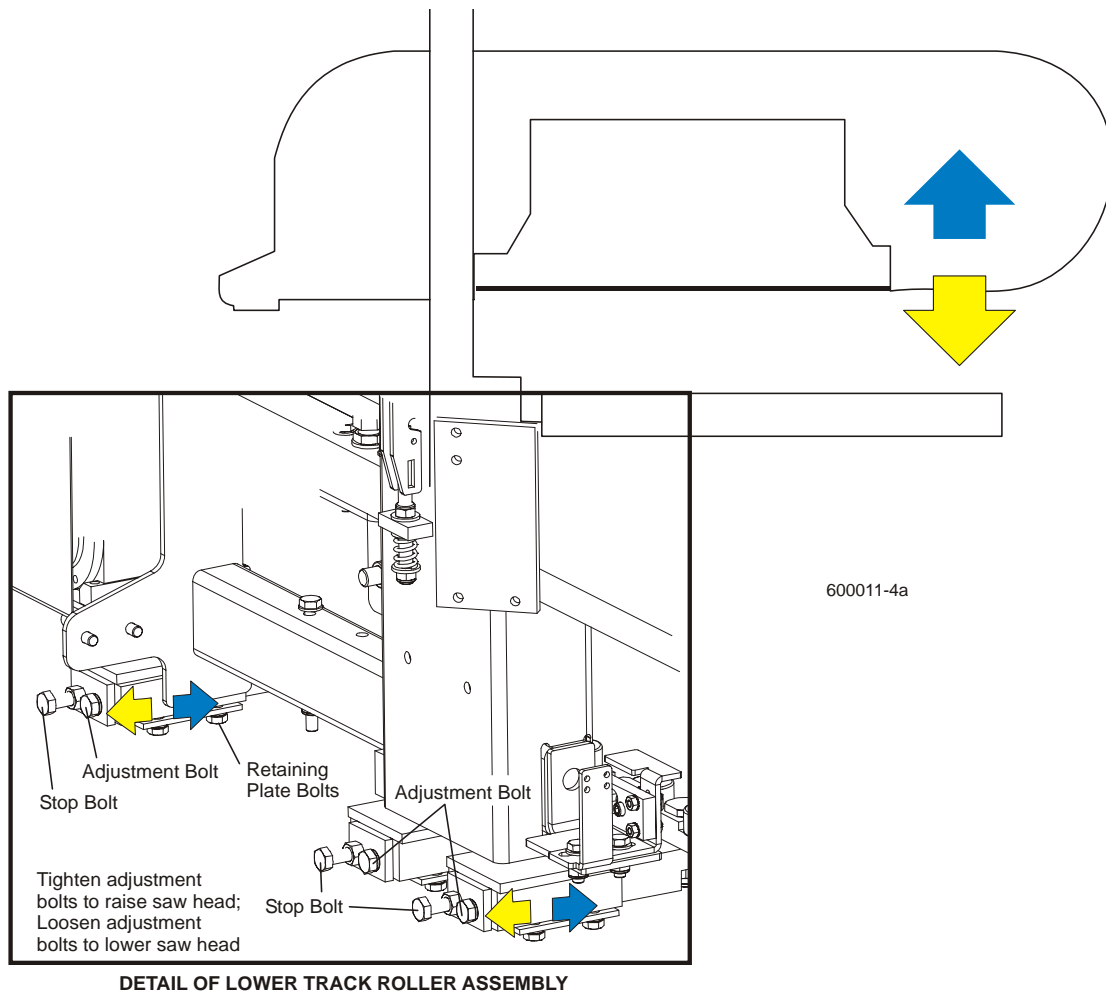 600011-4a
Adjustment Bolt
Stop Bolt
Retaining
Plate Bolts
Adjustment Bolt
Stop Bolt
Tighten adjustment
bolts to raise saw head;
Loosen adjustment
bolts to lower saw head
DETAIL OF LOWER TRACK ROLLER ASSEMBLY